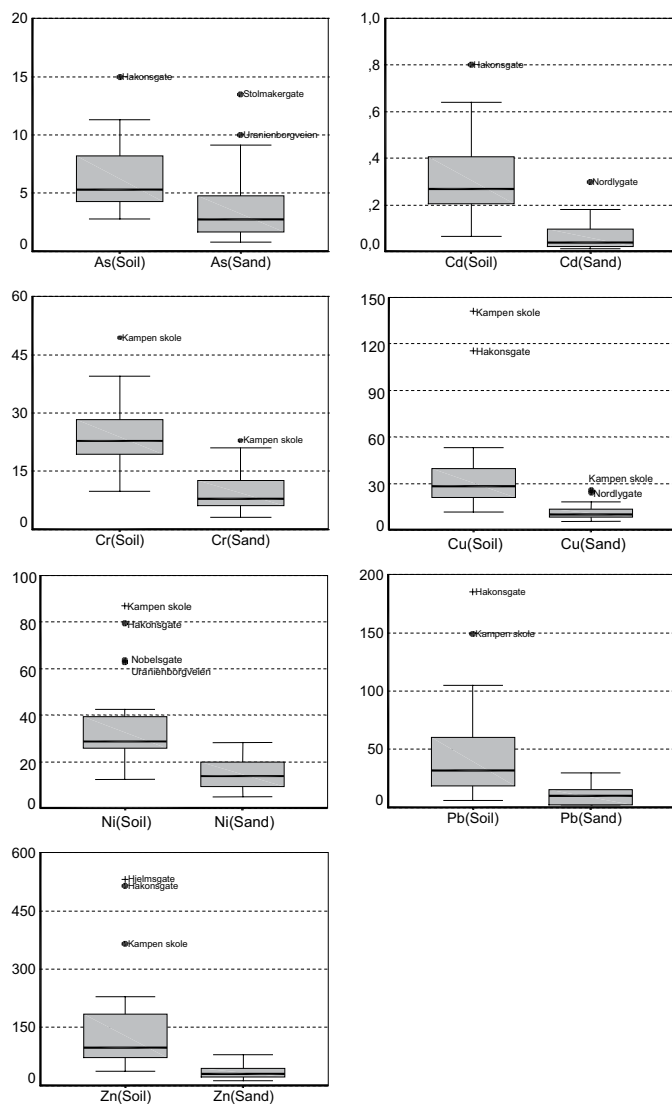 20
15
10
5
0
Hakonsgate
Stolmakergate
Uranienborgveien
As(Soil) As(Sand)
1,0
,8
,6
,4
,2
0,0
Hakonsgate
Nordlygate
Cd(Soil) Cd(Sand)
60
45
30
15
0
Kampen skole
Kampen skole
Cr(Soil) Cr(Sand)
150
120
90
60
30
0
Kampen skole
Hakonsgate
Kampen skole
Nordlygate
Cu(Soil) Cu(Sand)
100
80
60
40
20
0
Kampen skole
Hakonsgate
Nobelsgate
Uranienborgveien
Ni(Soil) Ni(Sand)
200
150
100
50
0
Hakonsgate
Kampen skole
Pb(Soil) Pb(Sand)
600
450
300
150
0
Hjelmsgate
Hakonsgate
Kampen skole
Zn(Soil) Zn(Sand)